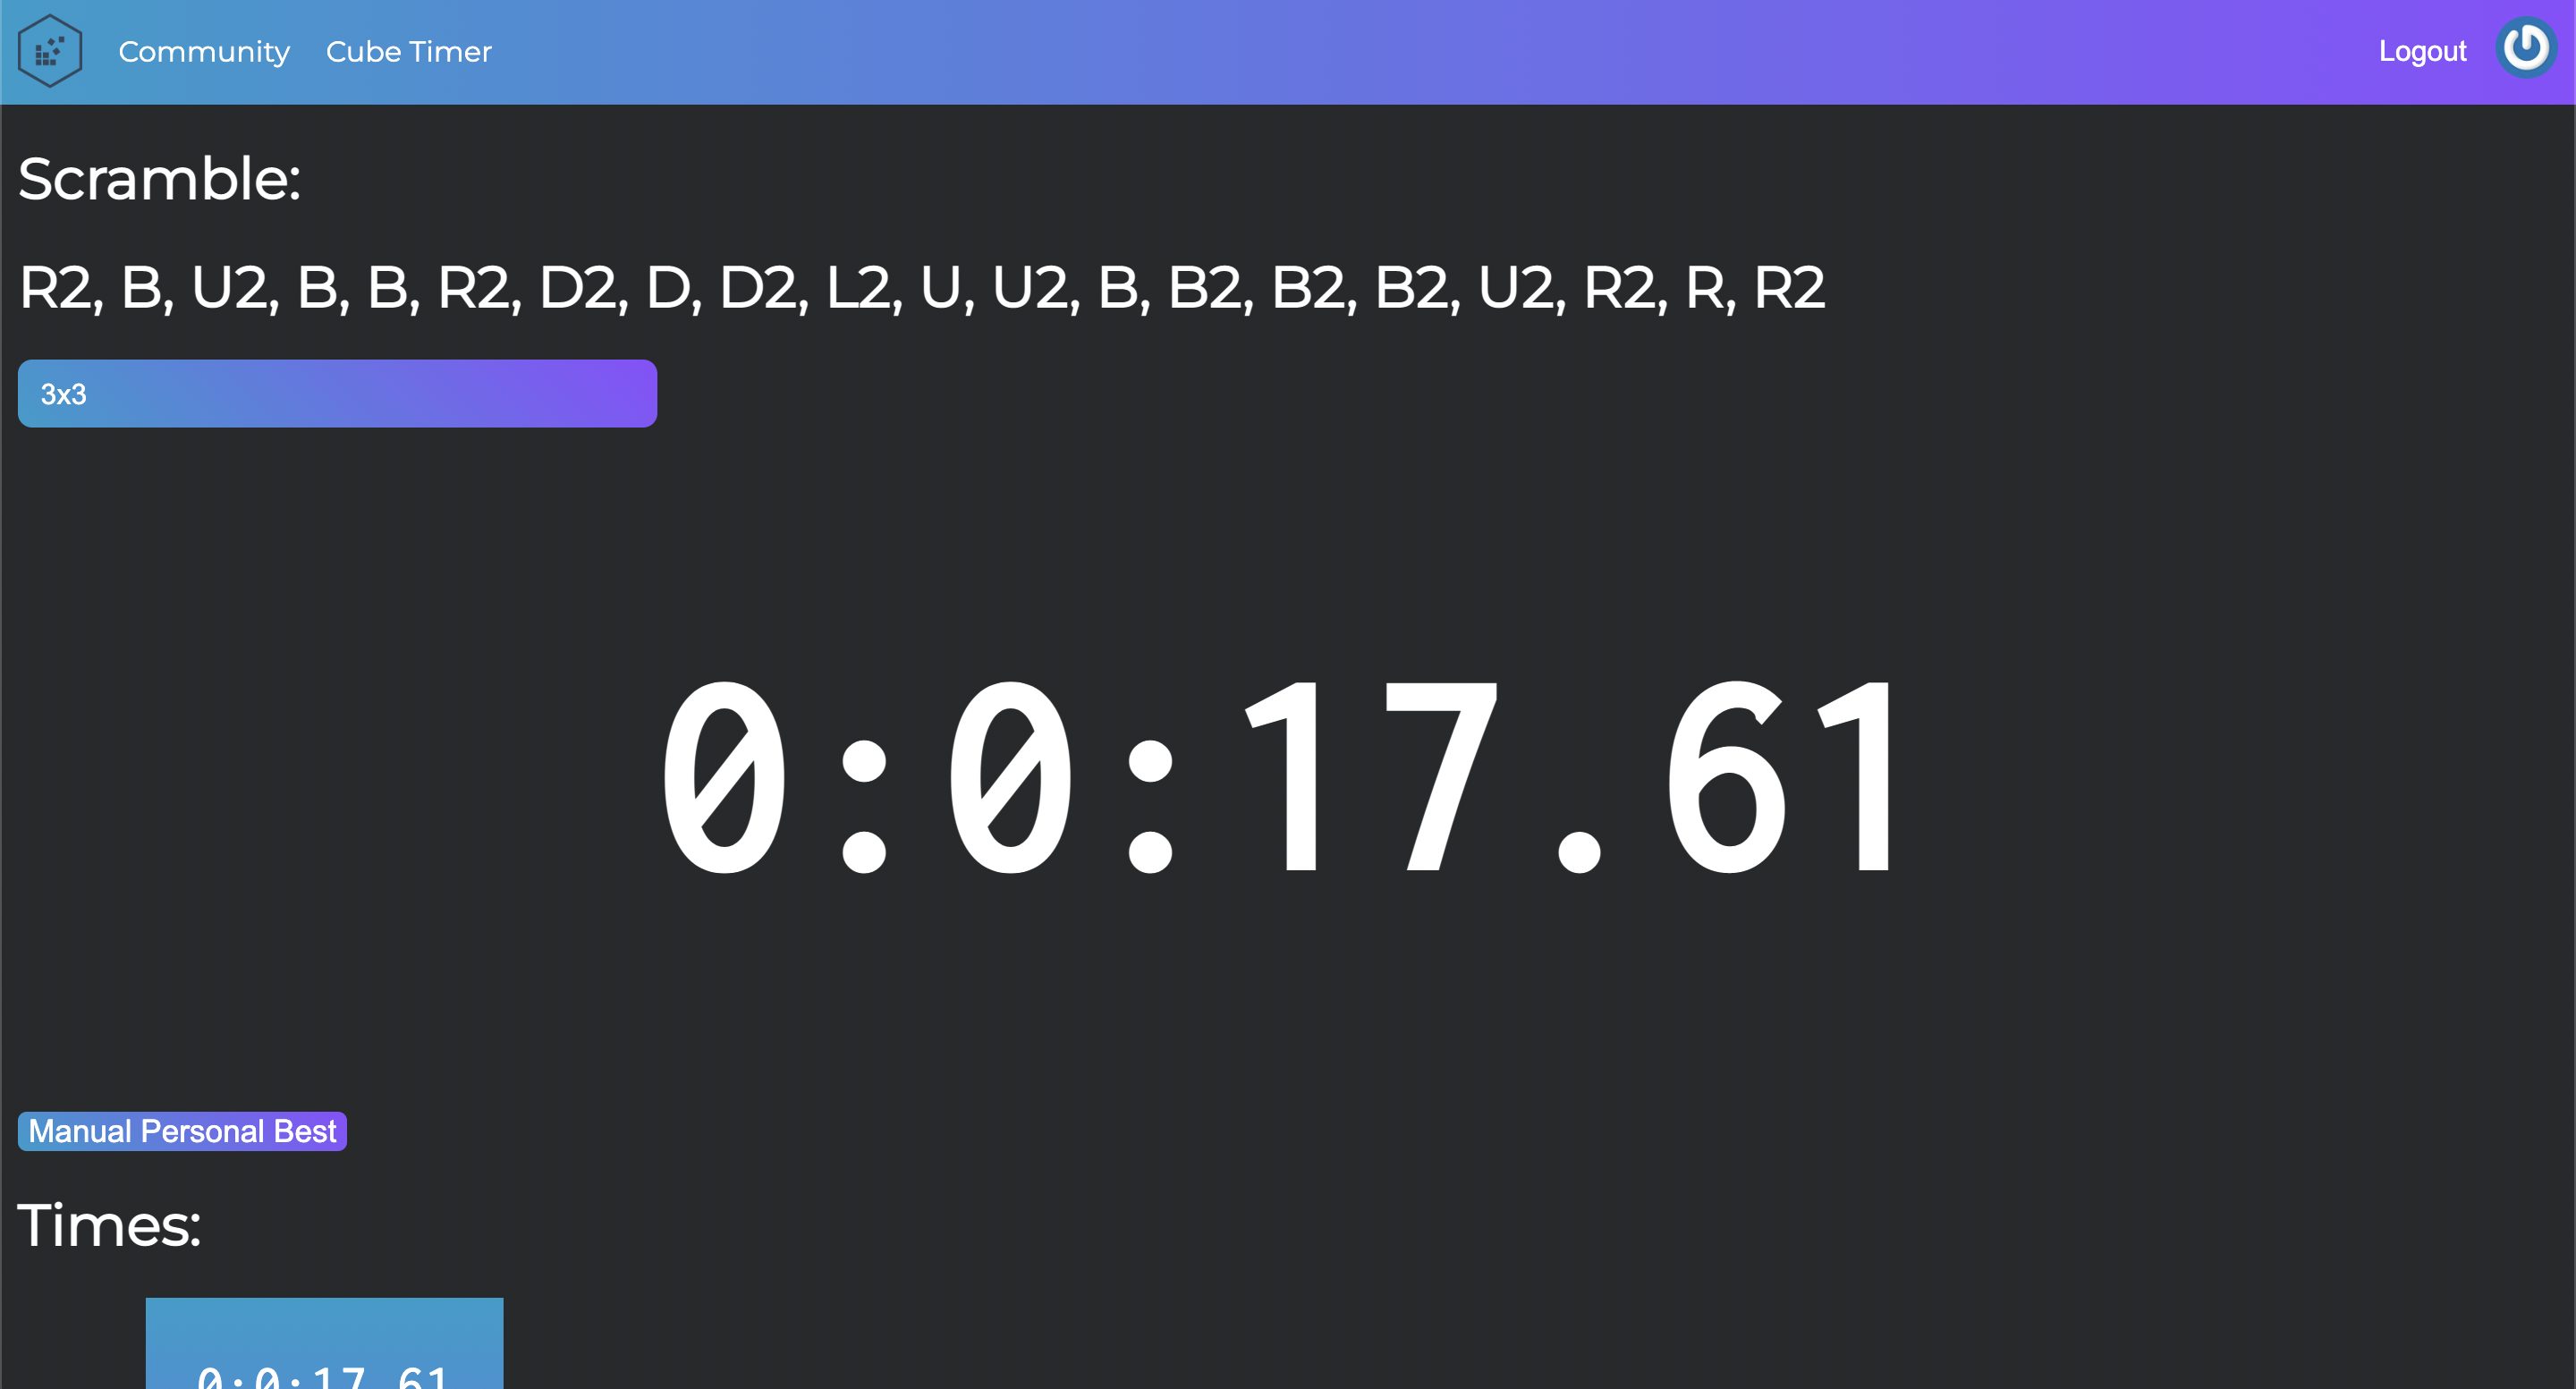 Community Cube Timer Logout
Scramble:
R2, B, U2, B, B, R2, D2, D, D2, L2, U, U2, B, B2, B2, B2, U2, R2, R, R2
3x3
0:0:17.61
Manual Personal Best
Times:
0:0:17.61